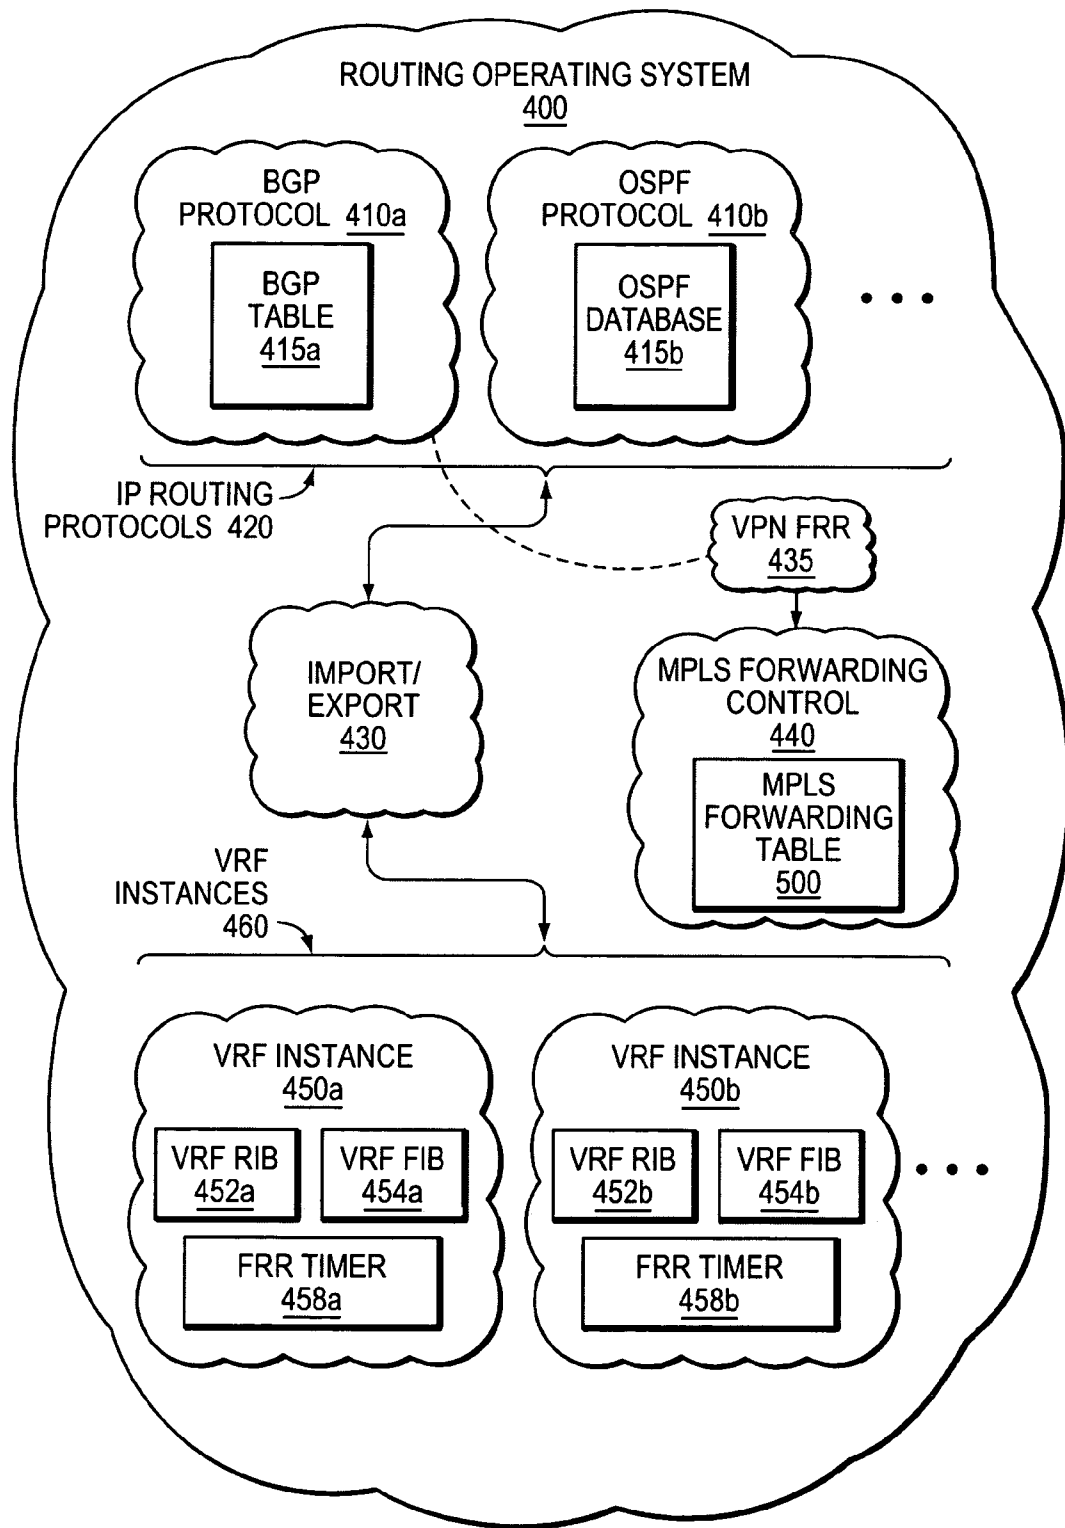 ROUTING OPERATING SYSTEM
400
BGP
PROTOCOL 410a
BGP
TABLE
415a
OSPF
PROTOCOL 410b
OSPF
DATABASE
415b
• • •
IP ROUTING
PROTOCOLS 420
VPN FRR
435
IMPORT/
EXPORT
430
MPLS FORWARDING
CONTROL
440
MPLS
FORWARDING
TABLE
500
VRF
INSTANCES
460
VRF INSTANCE
450a
VRF RIB
452a
VRF FIB
454a
FRR TIMER
458a
VRF INSTANCE
450b
VRF RIB
452b
VRF FIB
454b
FRR TIMER
458b
• • •